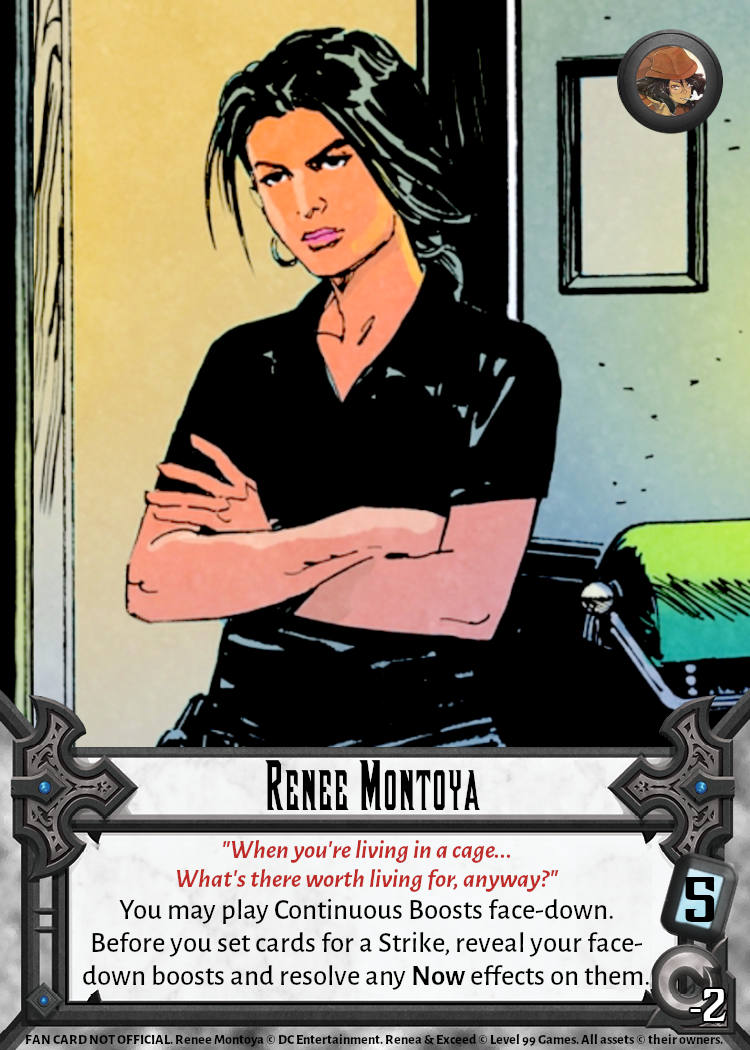 Renee Montoya
"When you're living in a cage...
What's there worth living for, anyway?"
You may play Continuous Boosts face-down.
Before you set cards for a Strike, reveal your face-
down boosts and resolve any Now effects on them.
5
-2
FAN CARD NOT OFFICIAL. Renee Montoya © DC Entertainment. Renea & Exceed © Level 99 Games. All assets © their owners.